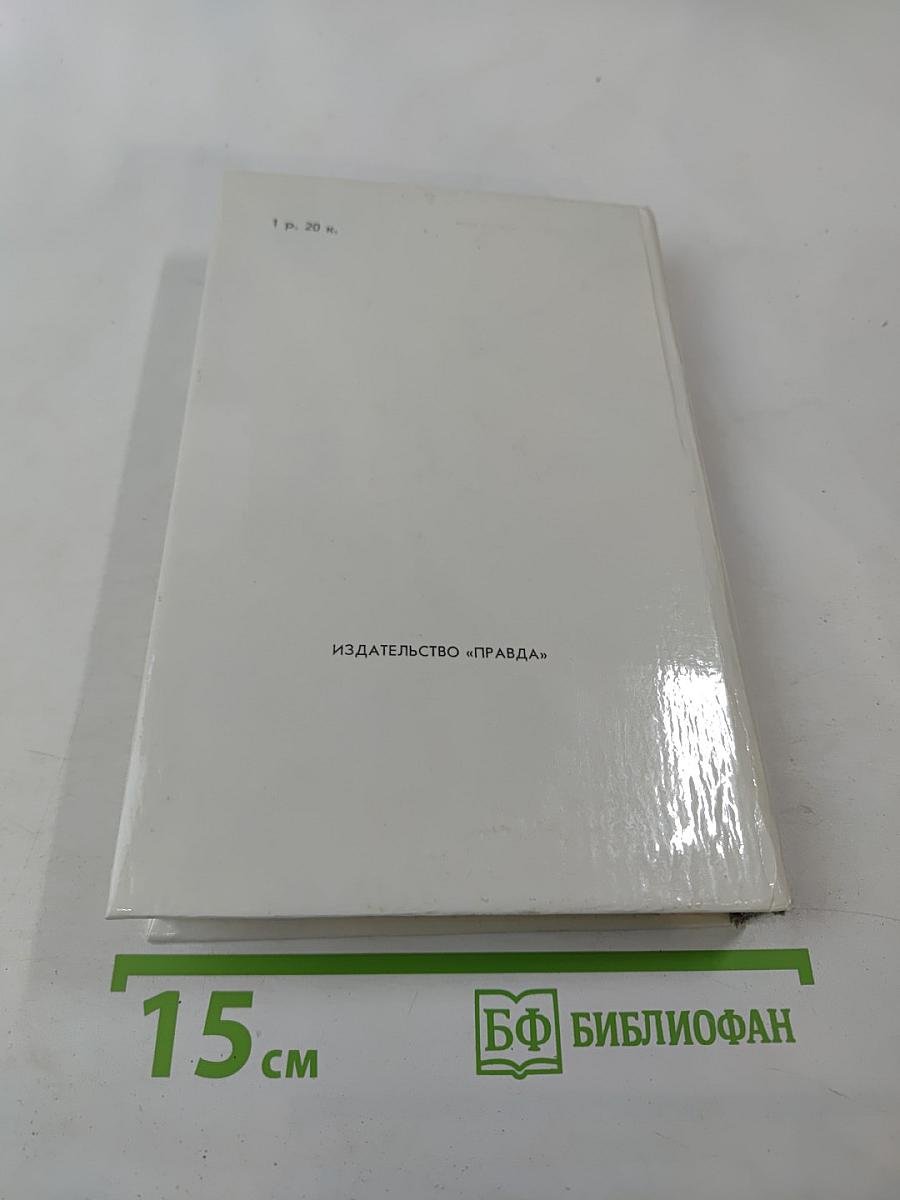 1 р. 20 к.
ИЗДАТЕЛЬСТВО «ПРАВДА»
15 см
БФ БИБЛИОФАН